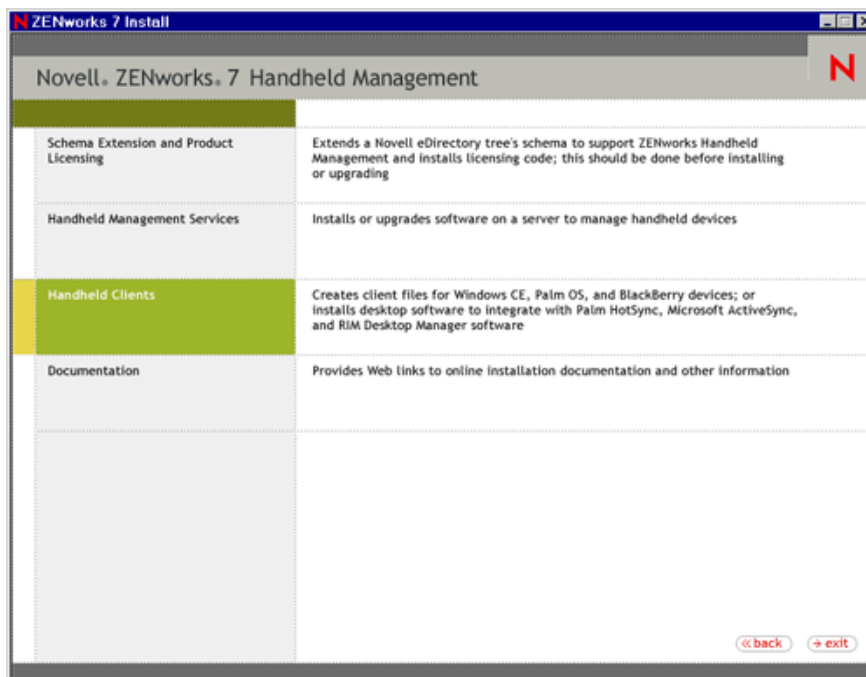 N ZENworks 7 Install
Novell® ZENworks® 7 Handheld Management
N
Schema Extension and Product
Licensing
Extends a Novell eDirectory tree's schema to support ZENworks Handheld
Management and installs licensing code; this should be done before installing
or upgrading
Handheld Management Services
Installs or upgrades software on a server to manage handheld devices
Handheld Clients
Creates client files for Windows CE, Palm OS, and BlackBerry devices; or
installs desktop software to integrate with Palm HotSync, Microsoft ActiveSync,
and RIM Desktop Manager software
Documentation
Provides Web links to online installation documentation and other information
back
exit